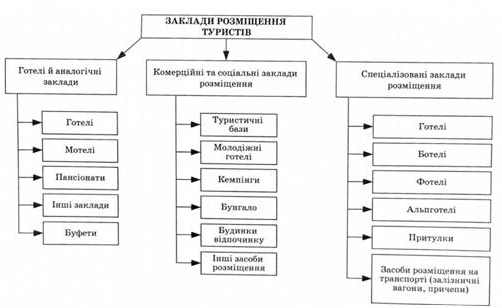 ЗАКЛАДИ РОЗМІЩЕННЯ
ТУРИСТІВ
Готелі й аналогічні
заклади
Готелі
Мотелі
Пансіонати
Інші заклади
Буфети
Комерційні та соціальні заклади
розміщення
Туристичні
бази
Молодіжні
готелі
Кемпінги
Бунгало
Будинки
відпочинку
Інші засоби
розміщення
Спеціалізовані заклади
розміщення
Готелі
Ботелі
Фотелі
Альпготелі
Притулки
Засоби розміщення на
транспорті (залізничні
вагони, причепи)